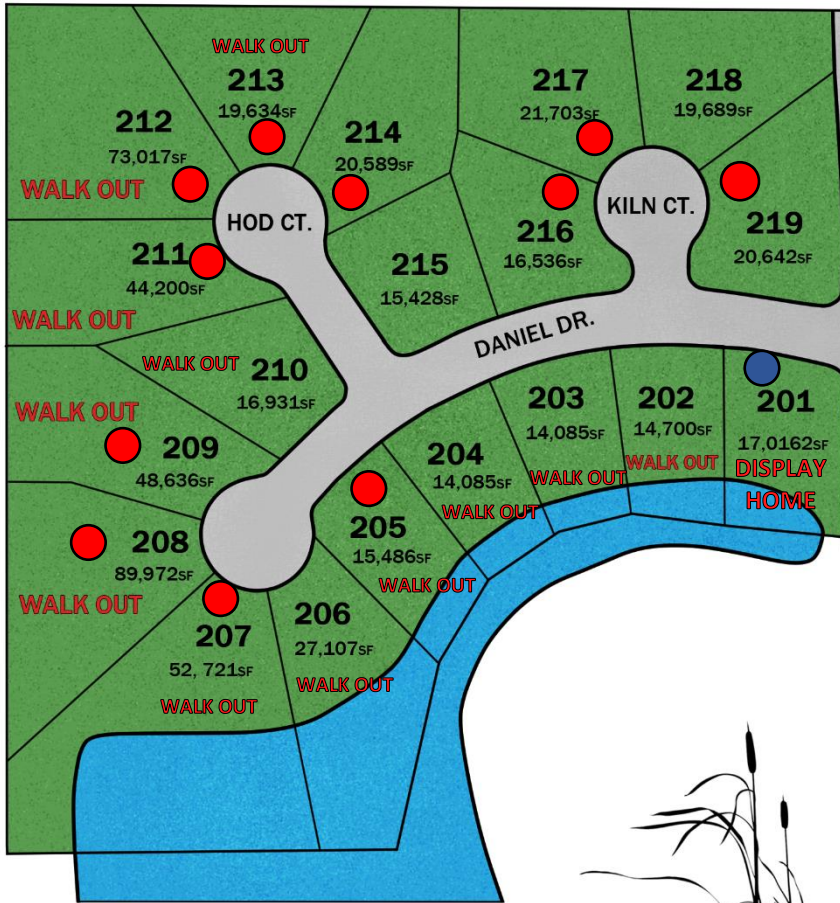 WALK OUT
213
19,634SF
212
73,017SF
WALK OUT
214
20,589SF
217
21,703SF
218
19,689SF
HOD CT.
KILN CT.
211
44,200SF
WALK OUT
215
15,428SF
216
16,536SF
219
20,642SF
DANIEL DR.
WALK OUT
210
16,931SF
WALK OUT
209
48,636SF
204
14,085SF
WALK OUT
203
14,085SF
WALK OUT
202
14,700SF
WALK OUT
201
17,0162SF
DISPLAY
HOME
208
89,972SF
WALK OUT
205
15,486SF
WALK OUT
207
52, 721SF
WALK OUT
206
27,107SF
WALK OUT